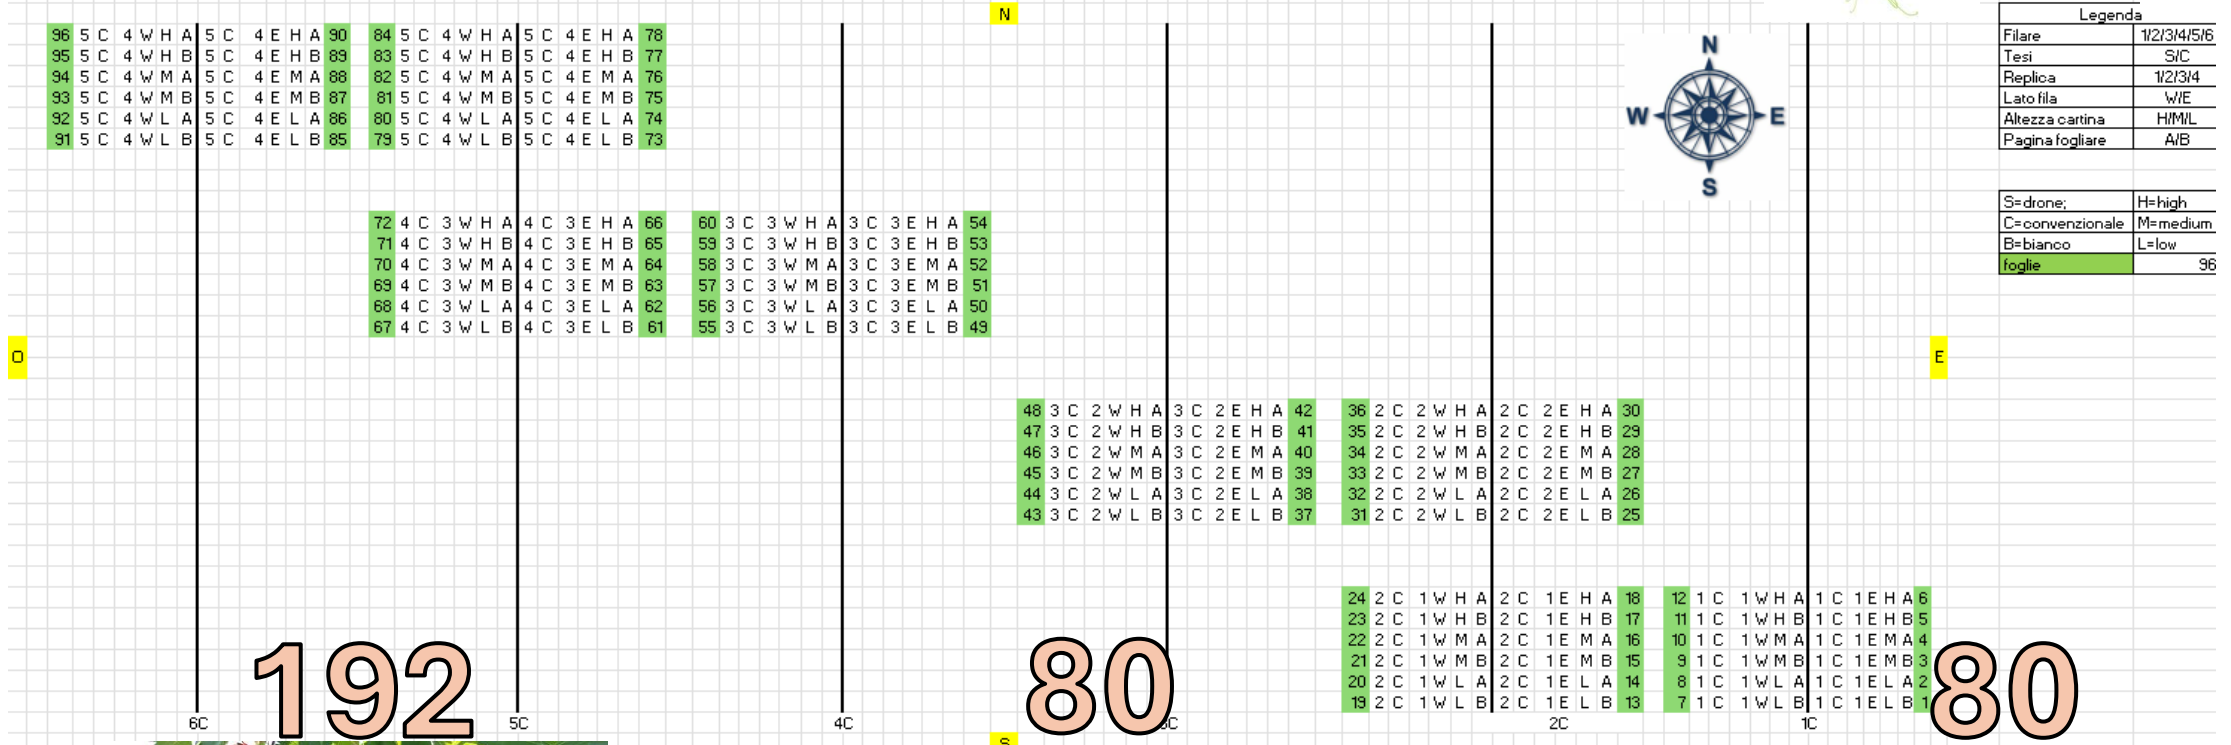 N
Legenda
Filare 1/2/3/4/5/6
Tesi S/C
Replica 1/2/3/4
Lato fila W/E
Altezza cartina H/M/L
Pagina fogliare A/B
S=drone; H=high
C=convenzionale M=medium
B=bianco L=low
foglie 96
N
W E
S
96 5 C 4 W H A 5 C 4 E H A 90 84 5 C 4 W H A 5 C 4 E H A 78
95 5 C 4 W H B 5 C 4 E H B 89 83 5 C 4 W H B 5 C 4 E H B 77
94 5 C 4 W M A 5 C 4 E M A 88 82 5 C 4 W M A 5 C 4 E M A 76
93 5 C 4 W M B 5 C 4 E M B 87 81 5 C 4 W M B 5 C 4 E M B 75
92 5 C 4 W L A 5 C 4 E L A 86 80 5 C 4 W L A 5 C 4 E L A 74
91 5 C 4 W L B 5 C 4 E L B 85 79 5 C 4 W L B 5 C 4 E L B 73
72 4 C 3 W H A 4 C 3 E H A 66 60 3 C 3 W H A 3 C 3 E H A 54
71 4 C 3 W H B 4 C 3 E H B 65 59 3 C 3 W H B 3 C 3 E H B 53
70 4 C 3 W M A 4 C 3 E M A 64 58 3 C 3 W M A 3 C 3 E M A 52
69 4 C 3 W M B 4 C 3 E M B 63 57 3 C 3 W M B 3 C 3 E M B 51
68 4 C 3 W L A 4 C 3 E L A 62 56 3 C 3 W L A 3 C 3 E L A 50
67 4 C 3 W L B 4 C 3 E L B 61 55 3 C 3 W L B 3 C 3 E L B 49
O E
48 3 C 2 W H A 3 C 2 E H A 42 36 2 C 2 W H A 2 C 2 E H A 30
47 3 C 2 W H B 3 C 2 E H B 41 35 2 C 2 W H B 2 C 2 E H B 29
46 3 C 2 W M A 3 C 2 E M A 40 34 2 C 2 W M A 2 C 2 E M A 28
45 3 C 2 W M B 3 C 2 E M B 39 33 2 C 2 W M B 2 C 2 E M B 27
44 3 C 2 W L A 3 C 2 E L A 38 32 2 C 2 W L A 2 C 2 E L A 26
43 3 C 2 W L B 3 C 2 E L B 37 31 2 C 2 W L B 2 C 2 E L B 25
24 2 C 1 W H A 2 C 1 E H A 18 12 1 C 1 W H A 1 C 1 E H A 6
23 2 C 1 W H B 2 C 1 E H B 17 11 1 C 1 W H B 1 C 1 E H B 5
22 2 C 1 W M A 2 C 1 E M A 16 10 1 C 1 W M A 1 C 1 E M A 4
21 2 C 1 W M B 2 C 1 E M B 15 9 1 C 1 W M B 1 C 1 E M B 3
20 2 C 1 W L A 2 C 1 E L A 14 8 1 C 1 W L A 1 C 1 E L A 2
19 2 C 1 W L B 2 C 1 E L B 13 7 1 C 1 W L B 1 C 1 E L B 1
192 80 80
6C 5C 4C 3C 2C 1C
S